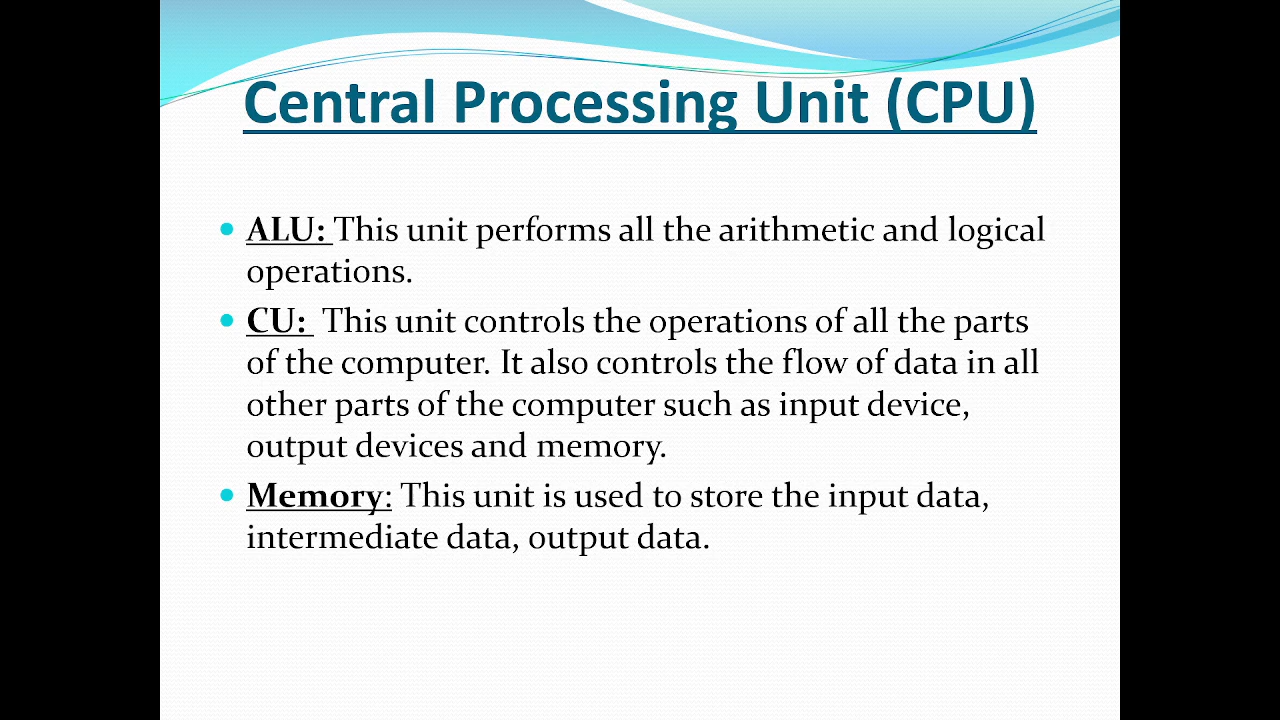 Central Processing Unit (CPU)
ALU: This unit performs all the arithmetic and logical
operations.
CU: This unit controls the operations of all the parts
of the computer. It also controls the flow of data in all
other parts of the computer such as input device,
output devices and memory.
Memory: This unit is used to store the input data,
intermediate data, output data.